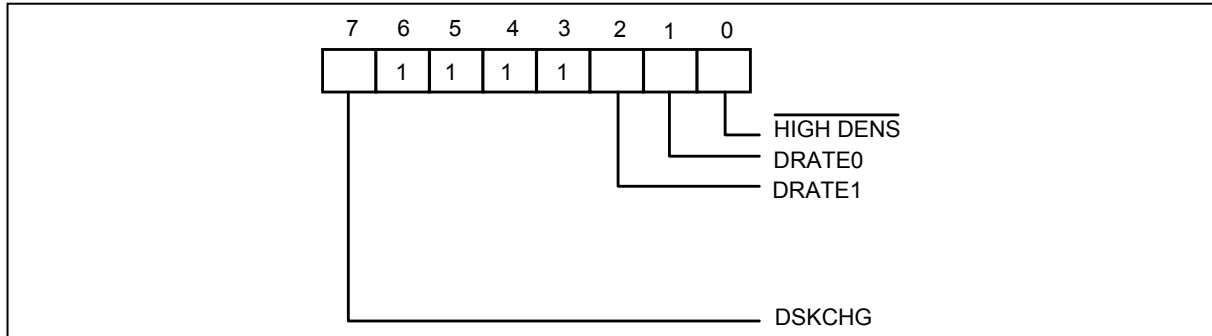 7 6 5 4 3 2 1 0
1 1 1 1
HIGH DENS
DRATE0
DRATE1
DSKCHG